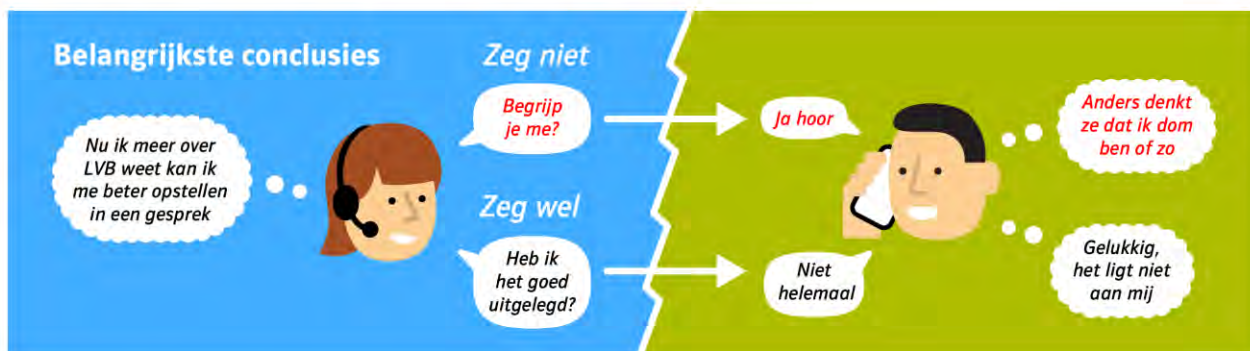 Belangrijkste conclusies
Nu ik meer over
LVB weet kan ik
me beter opstellen
in een gesprek
Zeg niet
Begrijp
je me?
Ja hoor
Anders denkt
ze dat ik dom
ben of zo
Zeg wel
Heb ik
het goed
uitgelegd?
Niet
helemaal
Gelukkig,
het ligt niet
aan mij